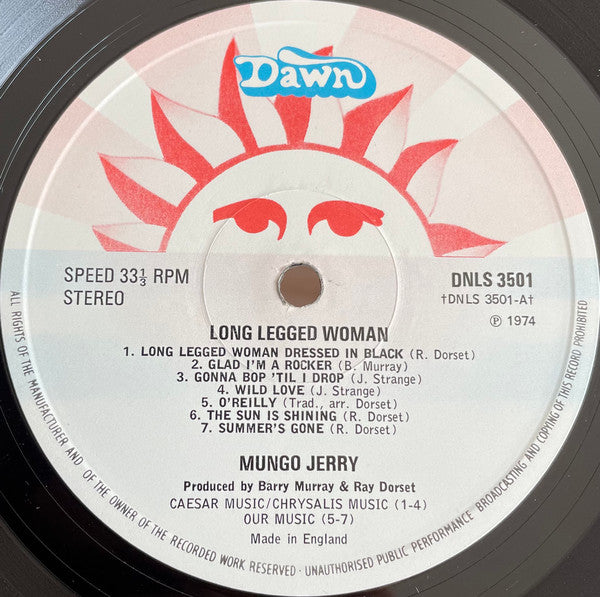 Dawn
SPEED 33⅓ RPM
STEREO
DNLS 3501
†DNLS 3501-A†
℗ 1974
LONG LEGGED WOMAN
1. LONG LEGGED WOMAN DRESSED IN BLACK (R. Dorset)
2. GLAD I'M A ROCKER (B. Murray)
3. GONNA BOP 'TIL I DROP (J. Strange)
4. WILD LOVE (J. Strange)
5. O'REILLY (Trad., arr. Dorset)
6. THE SUN IS SHINING (R. Dorset)
7. SUMMER'S GONE (R. Dorset)
MUNGO JERRY
Produced by Barry Murray & Ray Dorset
CAESAR MUSIC/CHRYSALIS MUSIC (1-4)
OUR MUSIC (5-7)
Made in England
ALL RIGHTS OF THE MANUFACTURER AND OF THE OWNER OF THE RECORDED WORK RESERVED · UNAUTHORISED PUBLIC PERFORMANCE BROADCASTING AND COPYING OF THIS RECORD PROHIBITED